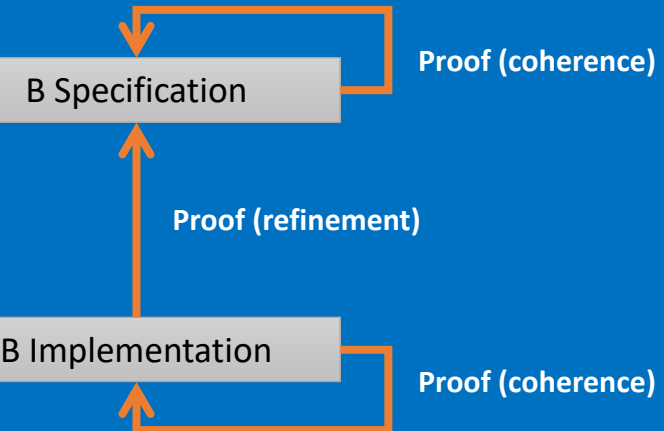 Proof (coherence)
B Specification
Proof (refinement)
B Implementation
Proof (coherence)